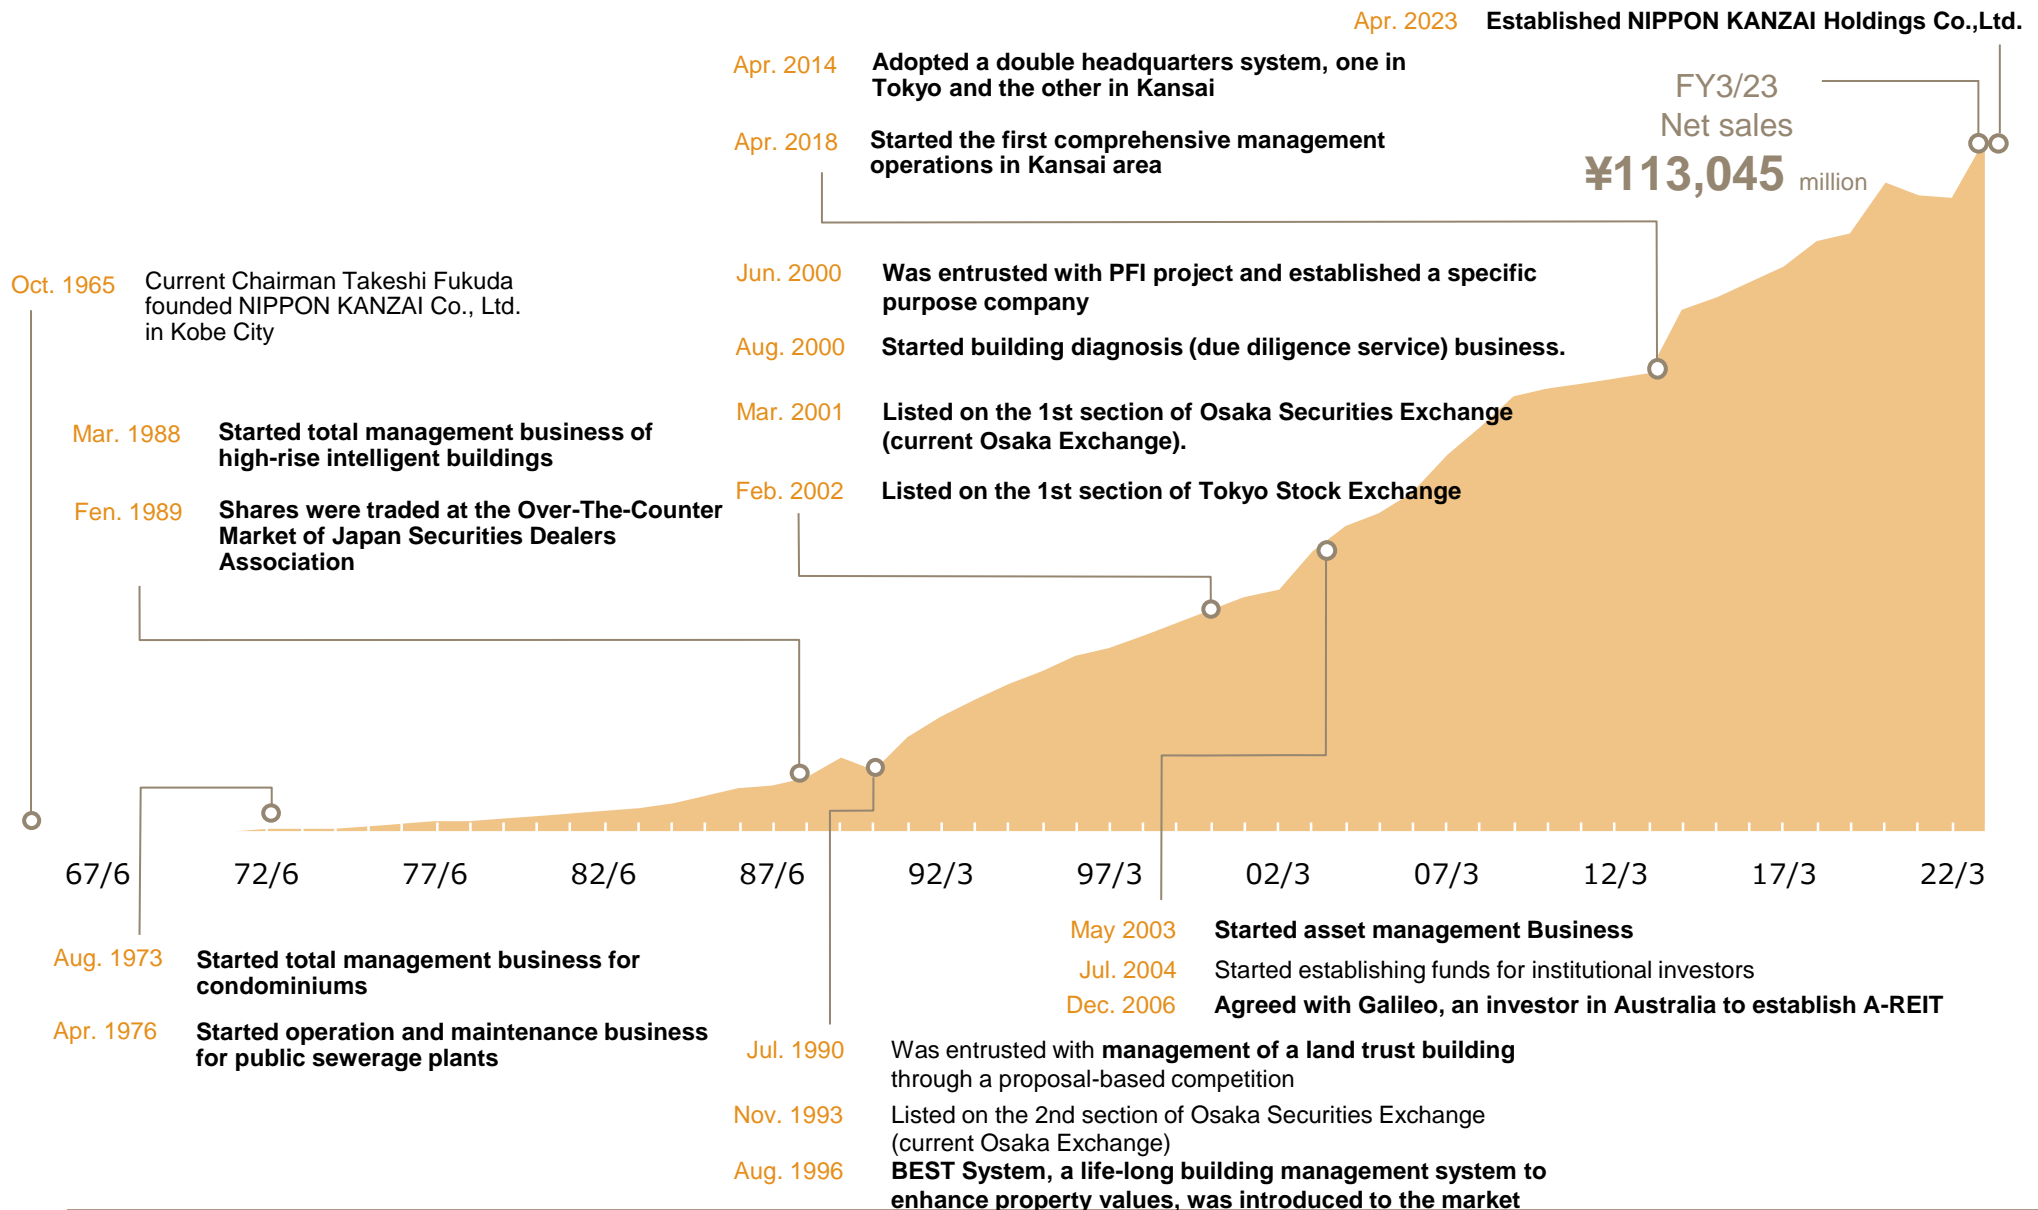 Apr. 2023 Established NIPPON KANZAI Holdings Co.,Ltd.
Apr. 2014 Adopted a double headquarters system, one in
Tokyo and the other in Kansai
Apr. 2018 Started the first comprehensive management
operations in Kansai area
FY3/23
Net sales
¥113,045 million
Oct. 1965 Current Chairman Takeshi Fukuda
founded NIPPON KANZAI Co., Ltd.
in Kobe City
Jun. 2000 Was entrusted with PFI project and established a specific
purpose company
Aug. 2000 Started building diagnosis (due diligence service) business.
Mar. 2001 Listed on the 1st section of Osaka Securities Exchange
(current Osaka Exchange).
Feb. 2002 Listed on the 1st section of Tokyo Stock Exchange
Mar. 1988 Started total management business of
high-rise intelligent buildings
Fen. 1989 Shares were traded at the Over-The-Counter
Market of Japan Securities Dealers
Association
67/6 72/6 77/6 82/6 87/6 92/3 97/3 02/3 07/3 12/3 17/3 22/3
Aug. 1973 Started total management business for
condominiums
Apr. 1976 Started operation and maintenance business
for public sewerage plants
May 2003 Started asset management Business
Jul. 2004 Started establishing funds for institutional investors
Dec. 2006 Agreed with Galileo, an investor in Australia to establish A-REIT
Jul. 1990 Was entrusted with management of a land trust building
through a proposal-based competition
Nov. 1993 Listed on the 2nd section of Osaka Securities Exchange
(current Osaka Exchange)
Aug. 1996 BEST System, a life-long building management system to
enhance property values, was introduced to the market